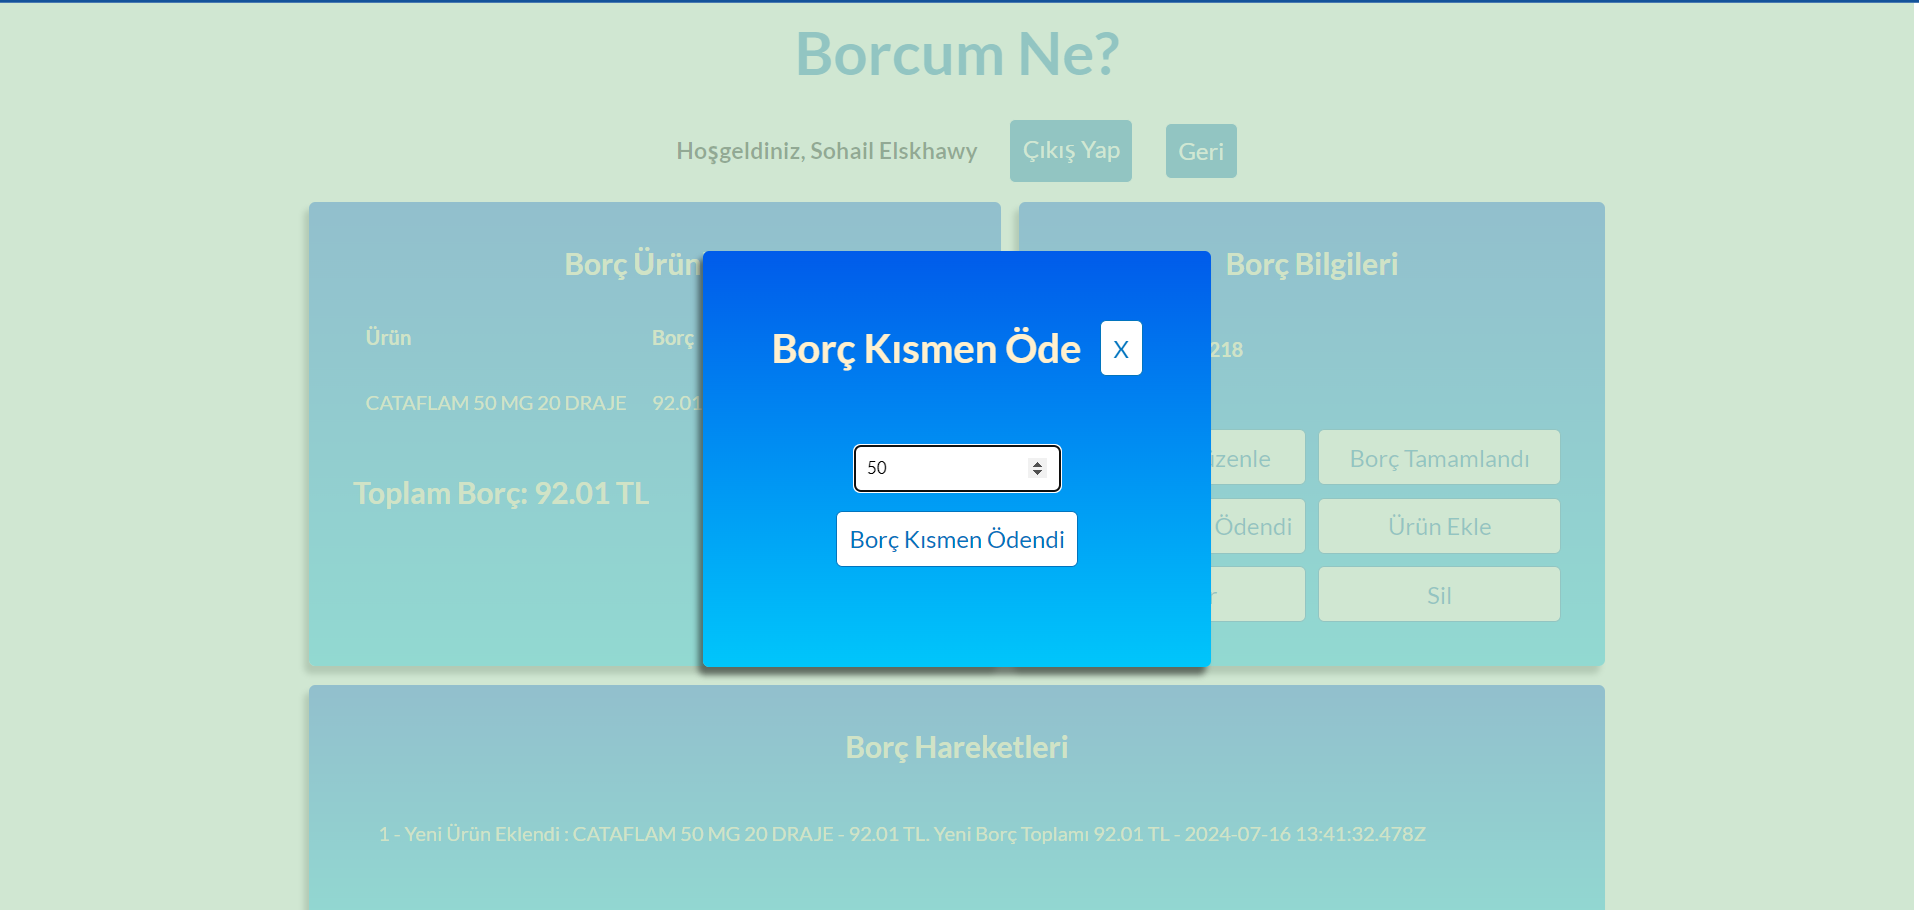 Borcum Ne?
Hoşgeldiniz, Sohail Elskhawy
Çıkış Yap
Geri
Borç
Ürün
Borç
CATAFLAM 50 MG 20 DRAJE
92.01
Toplam Borç: 92.01 TL
Borç Kısmen Öde
X
50
Borç Kısmen Ödendi
Borç Bilgileri
218
Borç Tamamlandı
Ödendi
Ürün Ekle
Sil
Borç Hareketleri
1 - Yeni Ürün Eklendi : CATAFLAM 50 MG 20 DRAJE - 92.01 TL. Yeni Borç Toplamı 92.01 TL - 2024-07-16 13:41:32.478Z